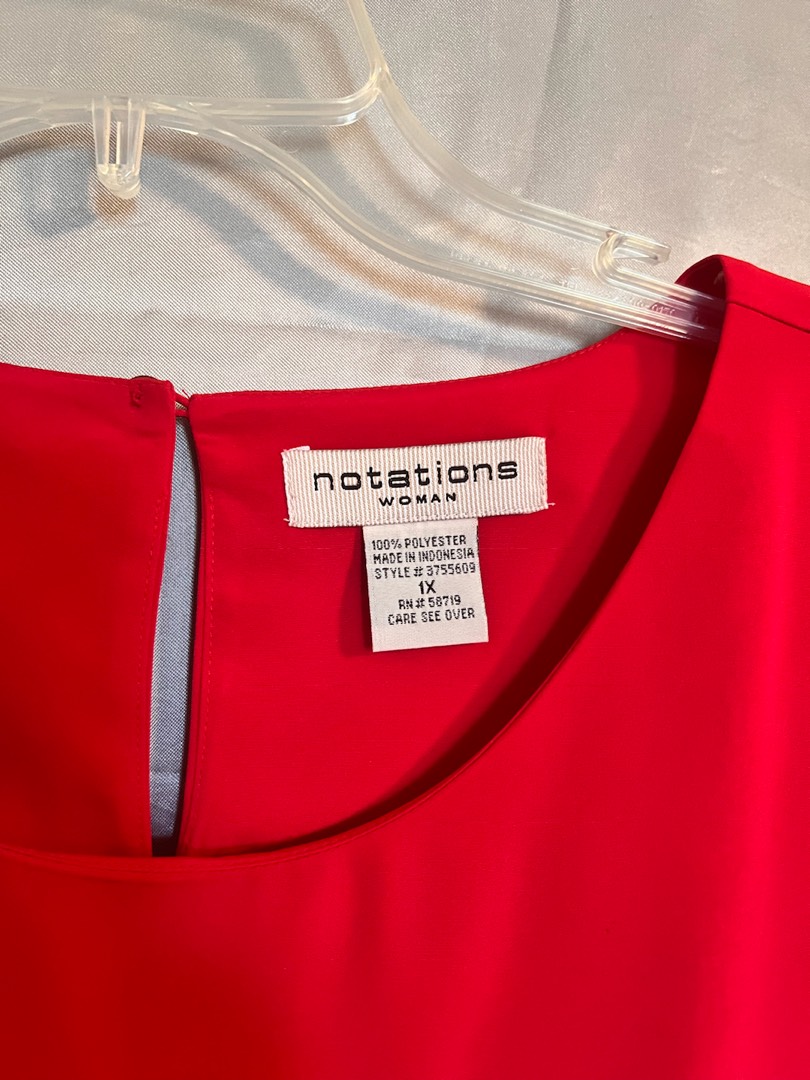 notations
WOMAN
100% POLYESTER
MADE IN INDONESIA
STYLE # 3755609
1X
RN# 58719
CARE SEE OVER